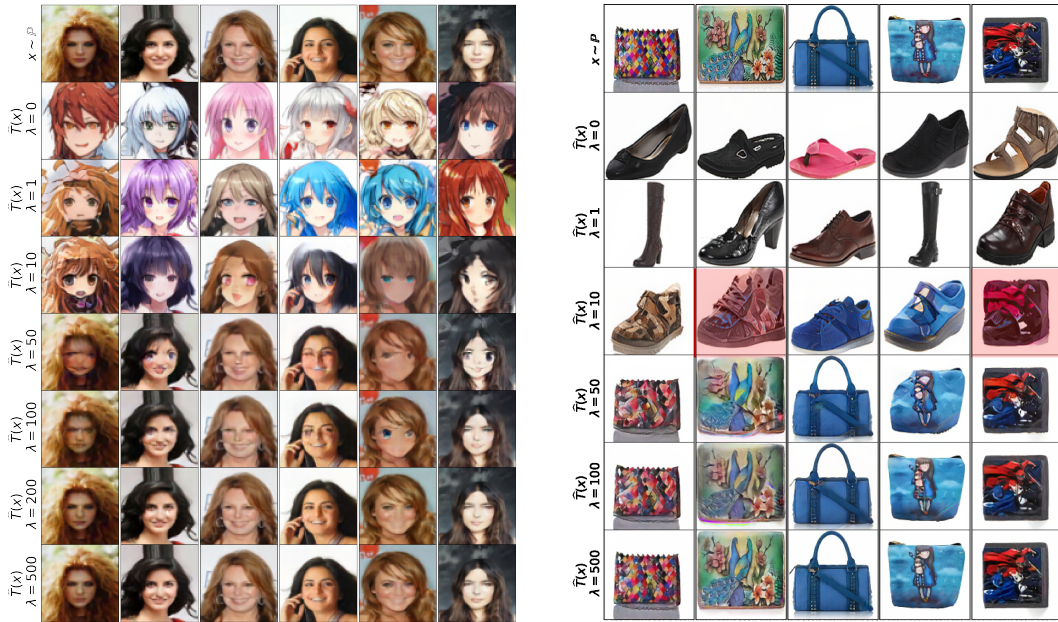 x ~ ℙ
T̂(x)
λ = 0
T̂(x)
λ = 1
T̂(x)
λ = 10
T̂(x)
λ = 50
T̂(x)
λ = 100
T̂(x)
λ = 200
T̂(x)
λ = 500
x ~ P
T̂(x)
λ = 0
T̂(x)
λ = 1
T̂(x)
λ = 10
T̂(x)
λ = 50
T̂(x)
λ = 100
T̂(x)
λ = 500